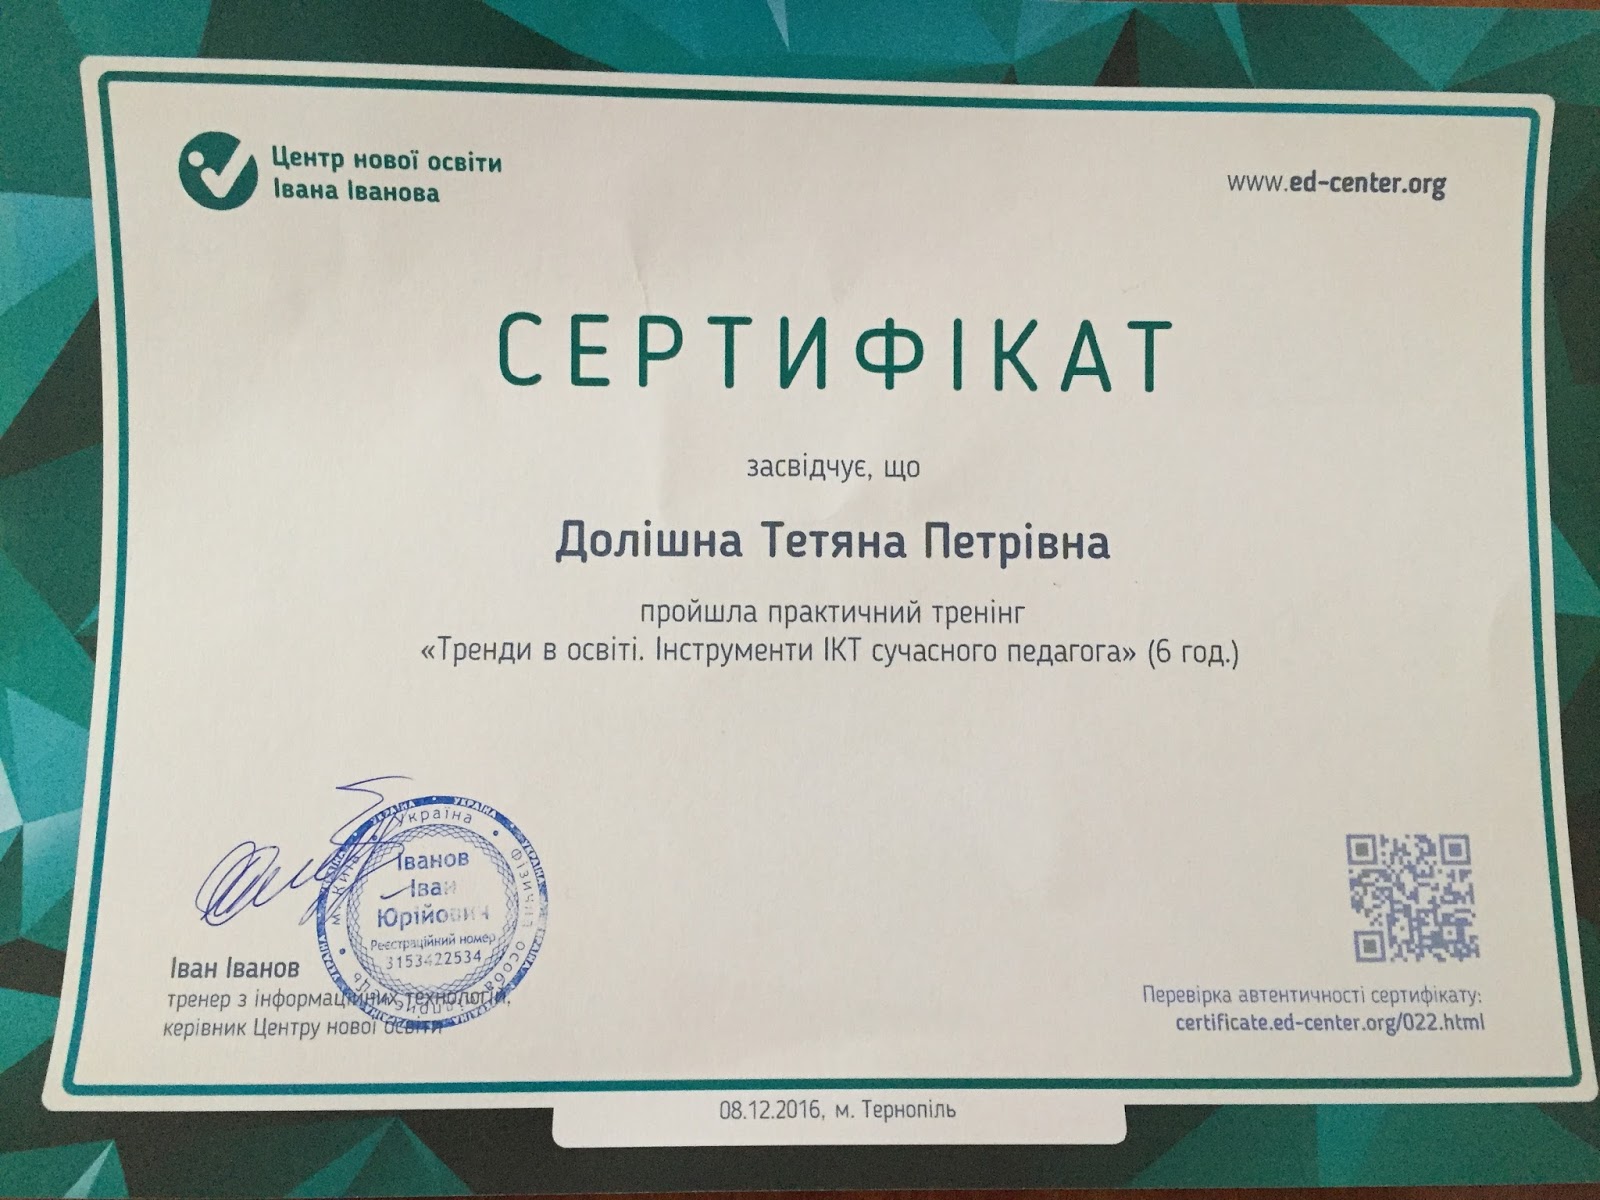 Центр нової освіти
Івана Іванова
www.ed-center.org
СЕРТИФІКАТ
засвідчує, що
Долішна Тетяна Петрівна
пройшла практичний тренінг
«Тренди в освіті. Інструменти ІКТ сучасного педагога» (6 год.)
Україна
Іванов
Іван
Юрійович
Реєстраційний номер
3153422534
Іван Іванов
тренер з інформаційних технологій,
керівник Центру нової освіти
Перевірка автентичності сертифікату:
certificate.ed-center.org/022.html
08.12.2016, м. Тернопіль